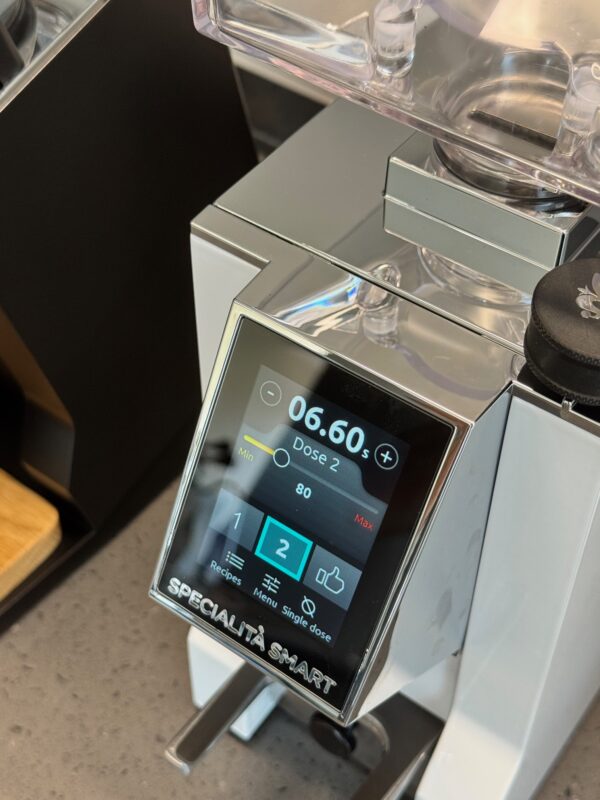 - 06.60s +
Dose 2
Min
80
Max
1 2
Recipes Menu Single dose
SPECIALITÀ SMART